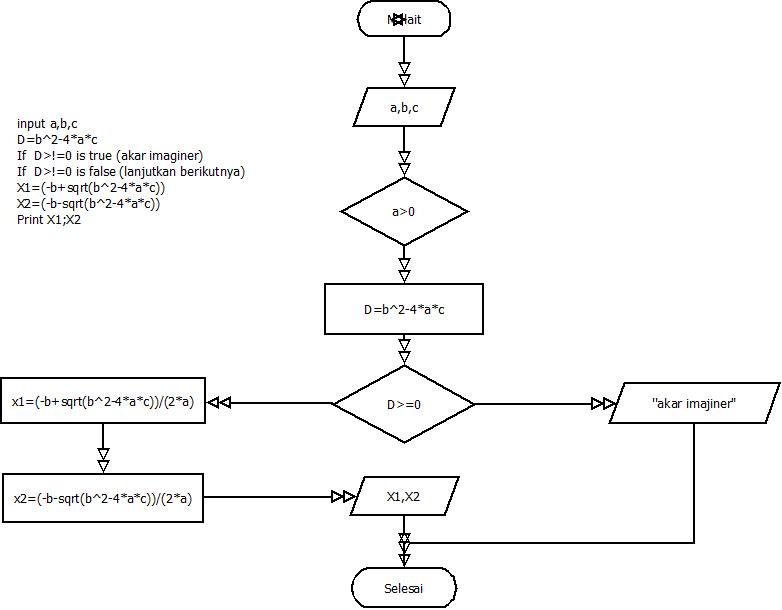 a,b,c
input a,b,c
D=b^2-4*a*c
If D>!=0 is true (akar imaginer)
If D>!=0 is false (lanjutkan berikutnya)
X1=(-b+sqrt(b^2-4*a*c))
X2=(-b-sqrt(b^2-4*a*c))
Print X1;X2
a>0
D=b^2-4*a*c
D>=0
x1=(-b+sqrt(b^2-4*a*c))/(2*a)
"akar imajiner"
x2=(-b-sqrt(b^2-4*a*c))/(2*a)
X1,X2
Selesai